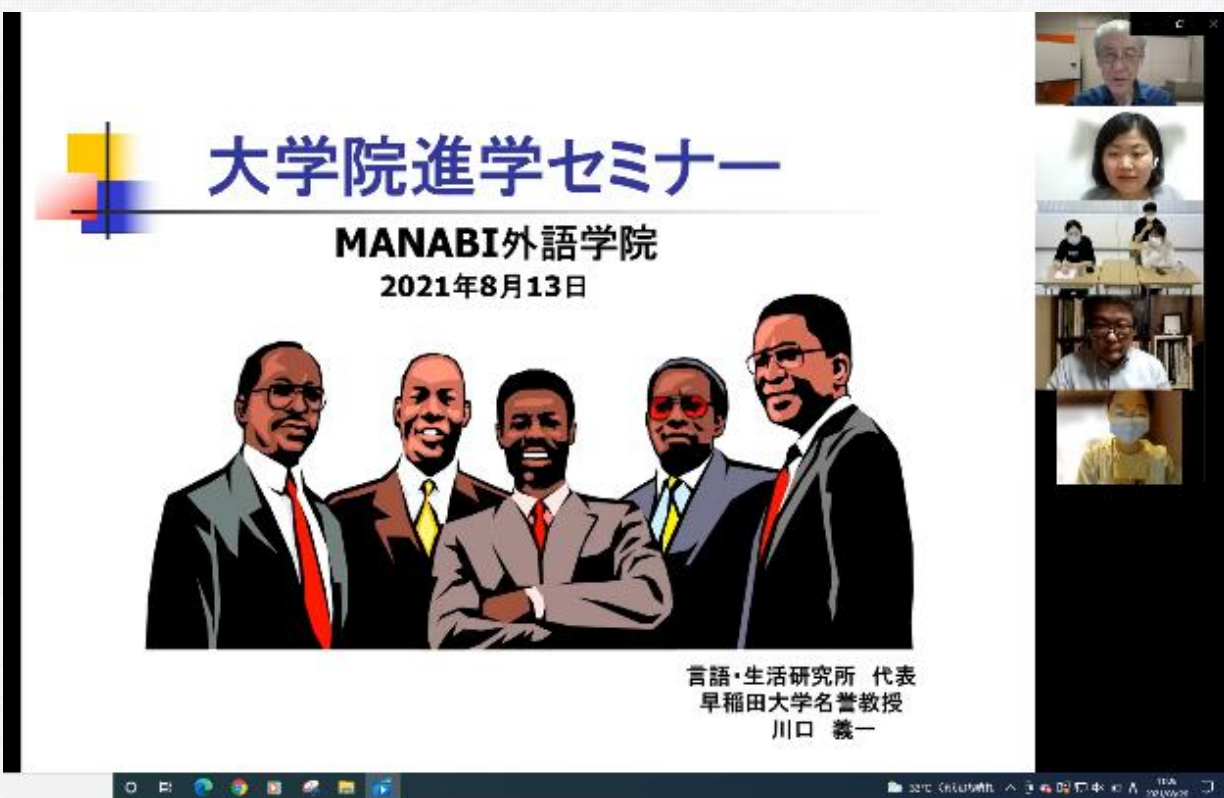 大学院進学セミナー
MANABI外語学院
2021年8月13日
言語・生活研究所 代表
早稲田大学名誉教授
川口 義一